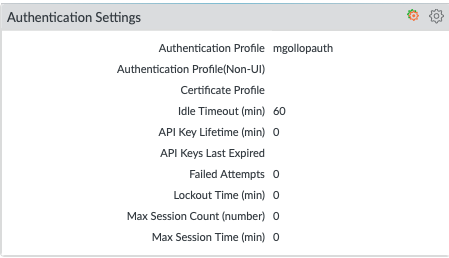 Authentication Settings
Authentication Profile mgollopauth
Authentication Profile(Non-UI)
Certificate Profile
Idle Timeout (min) 60
API Key Lifetime (min) 0
API Keys Last Expired
Failed Attempts 0
Lockout Time (min) 0
Max Session Count (number) 0
Max Session Time (min) 0